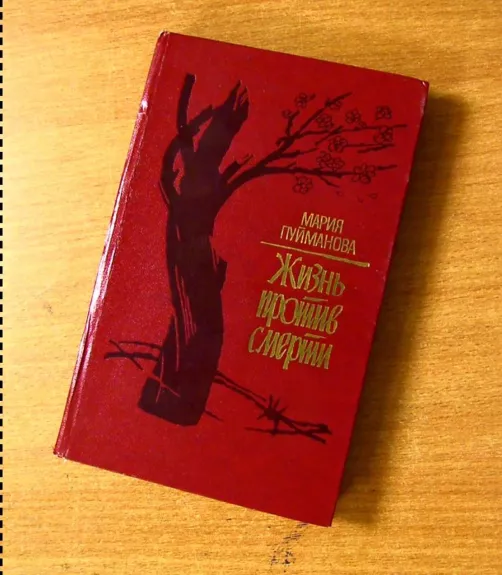 МАРИЯ
ПУЙМАНОВА
Жизнь
против
смерти